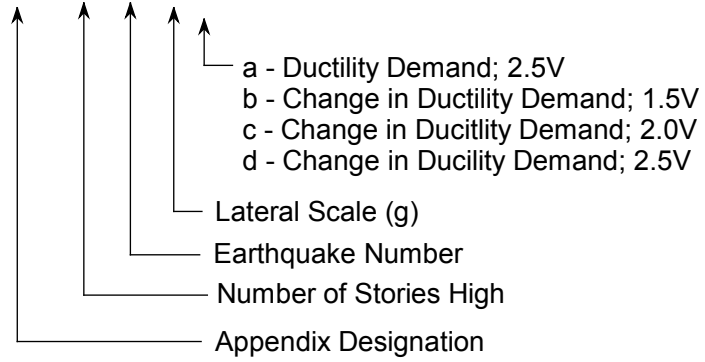 a - Ductility Demand; 2.5V
b - Change in Ductility Demand; 1.5V
c - Change in Ducitlity Demand; 2.0V
d - Change in Ducility Demand; 2.5V
Lateral Scale (g)
Earthquake Number
Number of Stories High
Appendix Designation